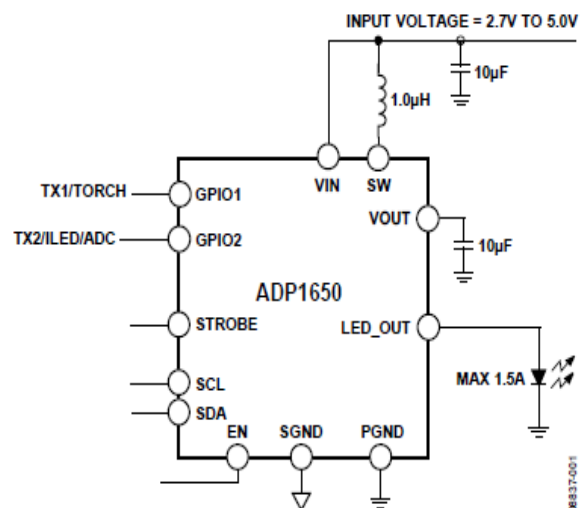 INPUT VOLTAGE = 2.7V TO 5.0V
10µF
1.0µH
TX1/TORCH
GPIO1
VIN
SW
VOUT
TX2/ILED/ADC
GPIO2
10µF
ADP1650
STROBE
LED_OUT
MAX 1.5A
SCL
SDA
EN
SGND
PGND
08837-001